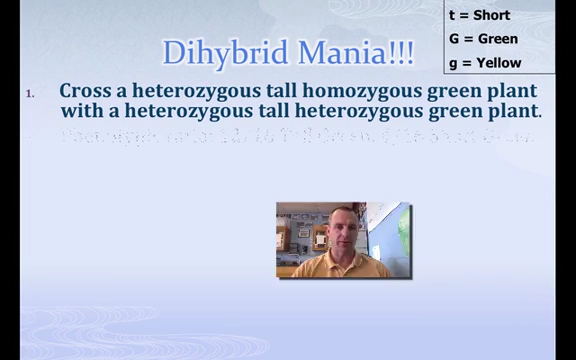 t = Short
G = Green
g = Yellow
Dihybrid Mania!!!
1. Cross a heterozygous tall homozygous green plant
with a heterozygous tall heterozygous green plant.